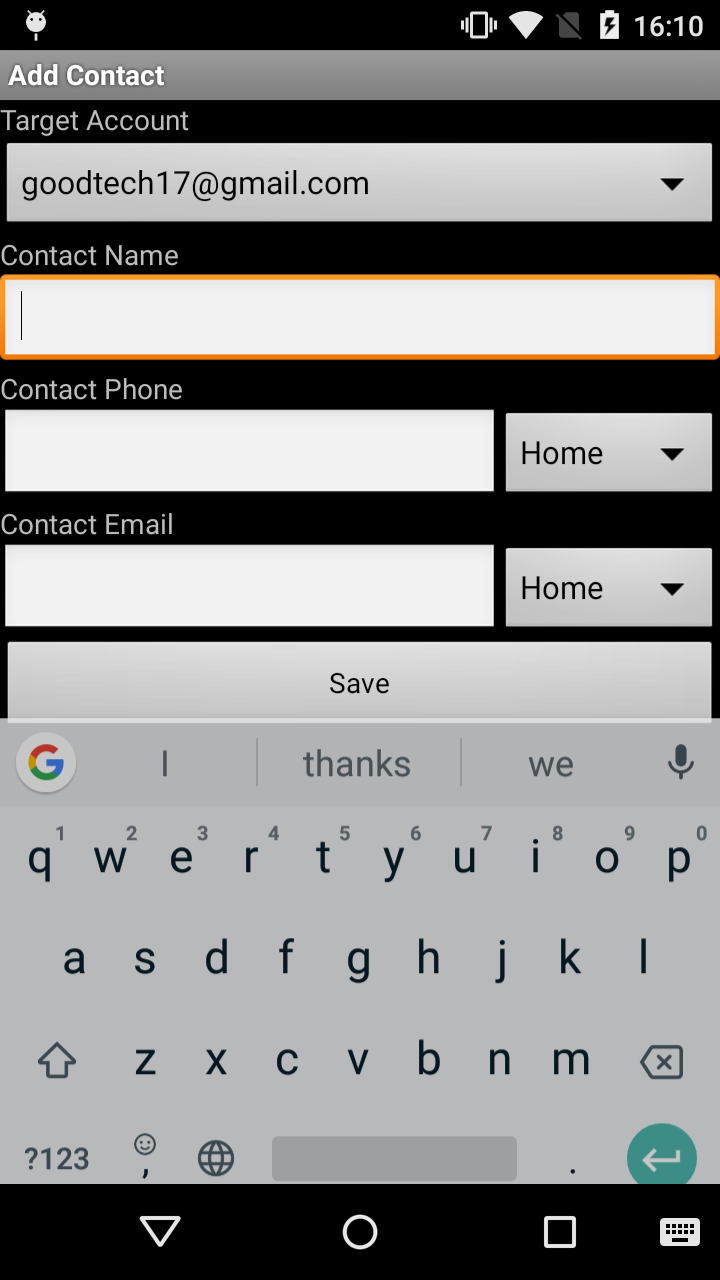 16:10
Add Contact
Target Account
goodtech17@gmail.com
Contact Name
Contact Phone
Home
Contact Email
Home
Save
I thanks we
1 2 3 4 5 6 7 8 9 0
q w e r t y u i o p
a s d f g h j k l
z x c v b n m
?123 , .